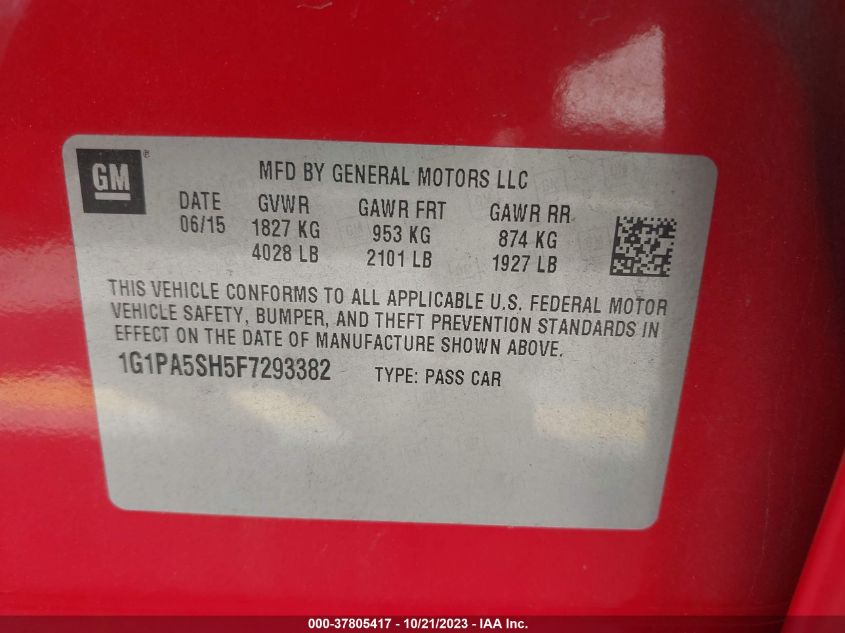 GM®
MFD BY GENERAL MOTORS LLC
DATE GVWR GAWR FRT GAWR RR
06/15 1827 KG 953 KG 874 KG
4028 LB 2101 LB 1927 LB
THIS VEHICLE CONFORMS TO ALL APPLICABLE U.S. FEDERAL MOTOR
VEHICLE SAFETY, BUMPER, AND THEFT PREVENTION STANDARDS IN
EFFECT ON THE DATE OF MANUFACTURE SHOWN ABOVE.
1G1PA5SH5F7293382 TYPE: PASS CAR
000-37805417 - 10/21/2023 - IAA Inc.